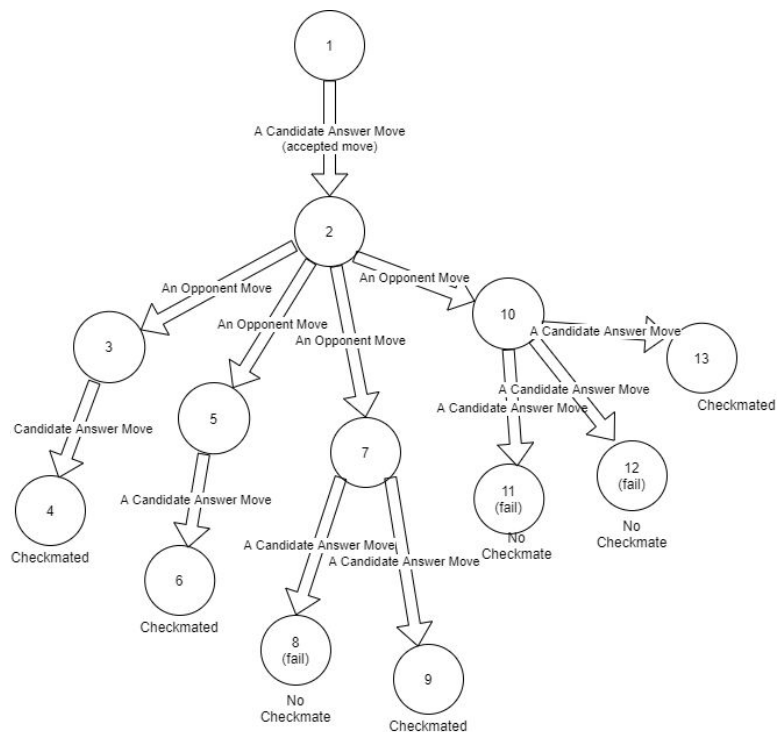 1
A Candidate Answer Move
(accepted move)
2
An Opponent Move
An Opponent Move
An Opponent Move
An Opponent Move
3
Candidate Answer Move
4
Checkmated
5
A Candidate Answer Move
6
Checkmated
7
A Candidate Answer Move
A Candidate Answer Move
8
(fail)
No
Checkmate
9
Checkmated
10
A Candidate Answer Move
A Candidate Answer Move
A Candidate Answer Move
11
(fail)
No
Checkmate
12
(fail)
No
Checkmate
13
Checkmated